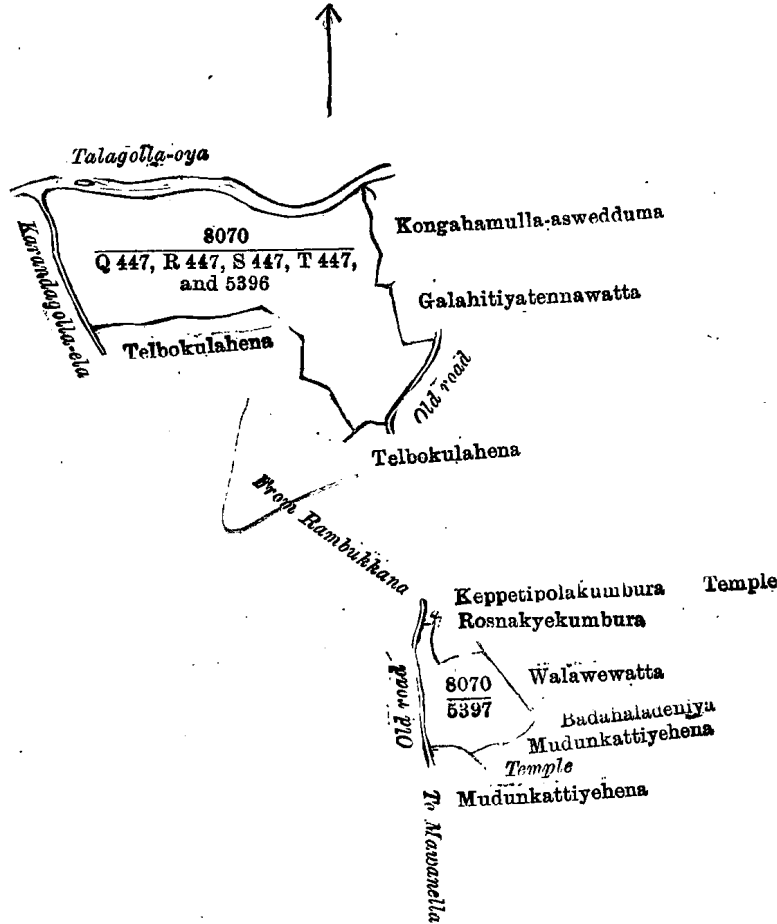 Talagolla-oya
Karandagolla-ela
8070
Q 447, R 447, S 447, T 447,
and 5396
Kongahamulla-aswedduma
Galahitiyatennawatta
Telbokulahena
Old road
Telbokulahena
From Rambukkana
Keppetipolakumbura Temple
Rosnakyekumbura
Old road
8070
5397
Walawewatta
Badahaladeniya
Mudunkattiyehena
Temple
Mudunkattiyehena
To Mawanella